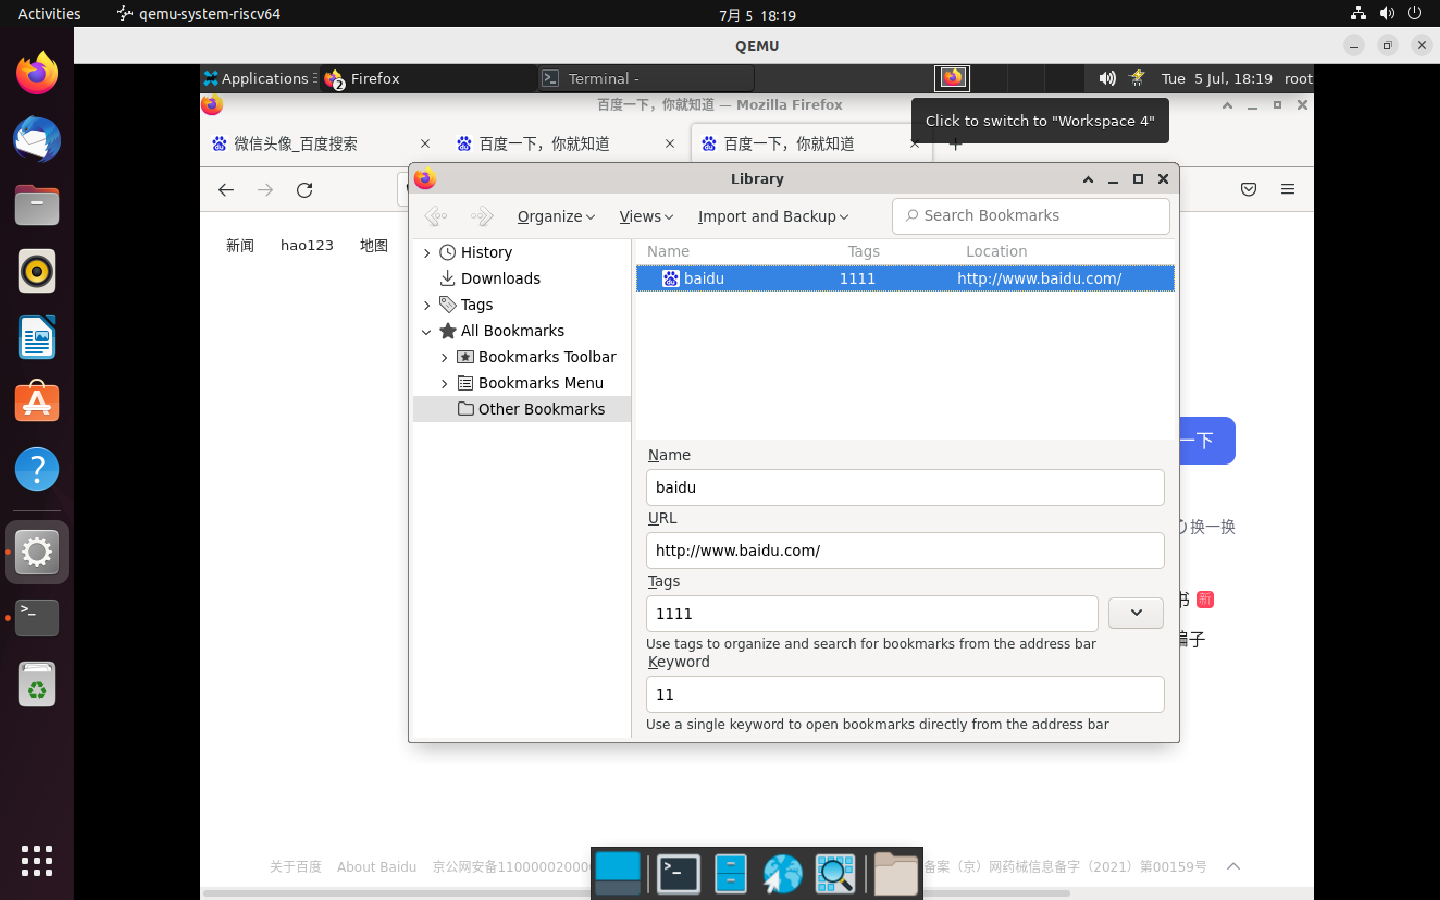 Activities
qemu-system-riscv64
7月 5 18:19
QEMU
Applications
2
Firefox
Terminal -
Tue 5 Jul, 18:19
root
百度一下，你就知道 — Mozilla Firefox
Click to switch to "Workspace 4"
微信头像_百度搜索
百度一下，你就知道
百度一下，你就知道
Library
Organize
Views
Import and Backup
Search Bookmarks
新闻
hao123
地图
History
Downloads
Tags
All Bookmarks
Bookmarks Toolbar
Bookmarks Menu
Other Bookmarks
Name
Tags
Location
baidu
1111
http://www.baidu.com/
Name
baidu
URL
http://www.baidu.com/
Tags
1111
Use tags to organize and search for bookmarks from the address bar
Keyword
11
Use a single keyword to open bookmarks directly from the address bar
一下
换一换
书 新
骗子
关于百度
About Baidu
京公网安备1100000200
备案（京）网药械信息备字（2021）第00159号